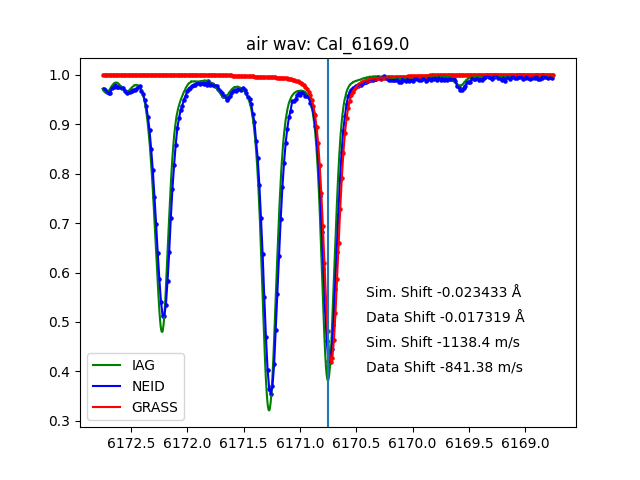 air wav: Cal_6169.0
1.0
0.9
0.8
0.7
0.6
0.5
0.4
0.3
Sim. Shift -0.023433 Å
Data Shift -0.017319 Å
Sim. Shift -1138.4 m/s
Data Shift -841.38 m/s
IAG
NEID
GRASS
6172.5 6172.0 6171.5 6171.0 6170.5 6170.0 6169.5 6169.0